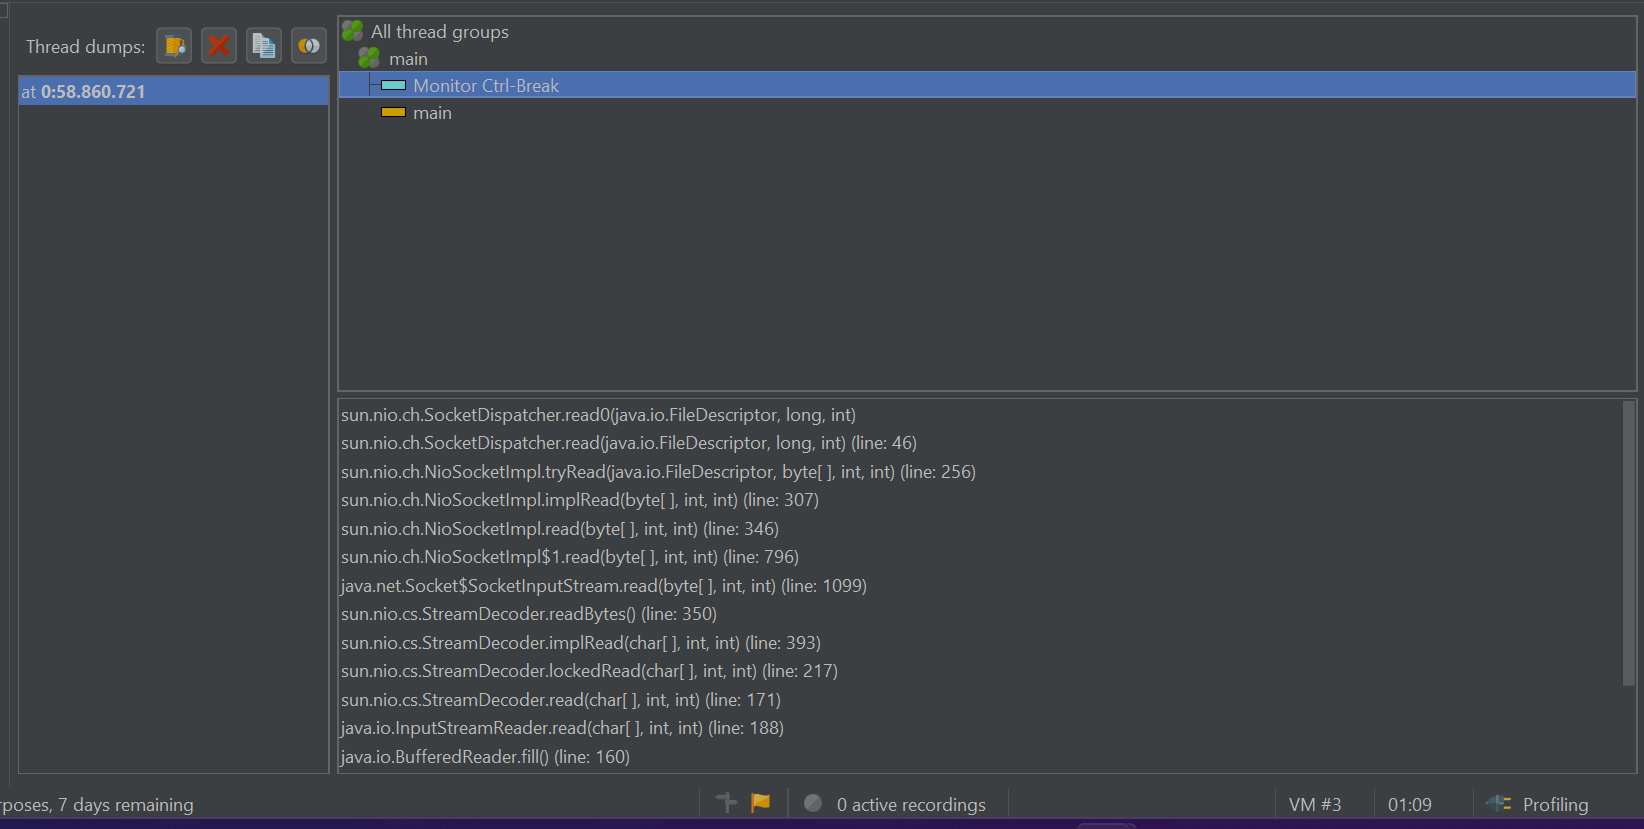 Thread dumps:
at 0:58.860.721
All thread groups
main
Monitor Ctrl-Break
main
sun.nio.ch.SocketDispatcher.read0(java.io.FileDescriptor, long, int)
sun.nio.ch.SocketDispatcher.read(java.io.FileDescriptor, long, int) (line: 46)
sun.nio.ch.NioSocketImpl.tryRead(java.io.FileDescriptor, byte[ ], int, int) (line: 256)
sun.nio.ch.NioSocketImpl.implRead(byte[ ], int, int) (line: 307)
sun.nio.ch.NioSocketImpl.read(byte[ ], int, int) (line: 346)
sun.nio.ch.NioSocketImpl$1.read(byte[ ], int, int) (line: 796)
java.net.Socket$SocketInputStream.read(byte[ ], int, int) (line: 1099)
sun.nio.cs.StreamDecoder.readBytes() (line: 350)
sun.nio.cs.StreamDecoder.implRead(char[ ], int, int) (line: 393)
sun.nio.cs.StreamDecoder.lockedRead(char[ ], int, int) (line: 217)
sun.nio.cs.StreamDecoder.read(char[ ], int, int) (line: 171)
java.io.InputStreamReader.read(char[ ], int, int) (line: 188)
java.io.BufferedReader.fill() (line: 160)
rposes, 7 days remaining
0 active recordings
VM #3
01:09
Profiling